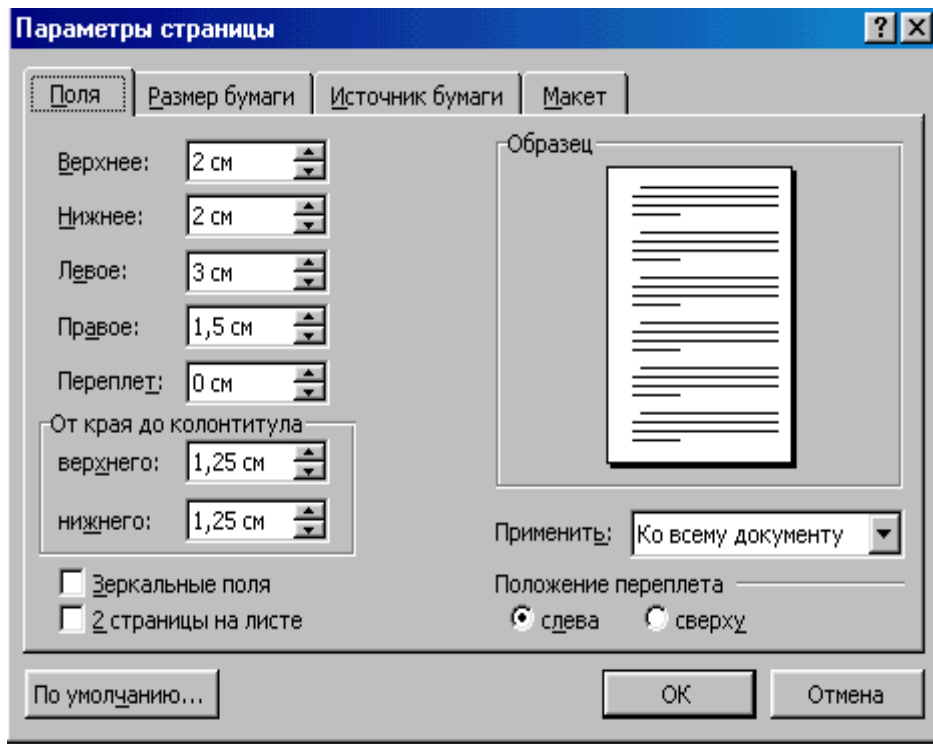 Параметры страницы
Поля Размер бумаги Источник бумаги Макет
Верхнее: 2 см
Нижнее: 2 см
Левое: 3 см
Правое: 1,5 см
Переплет: 0 см
От края до колонтитула
верхнего: 1,25 см
нижнего: 1,25 см
Зеркальные поля
2 страницы на листе
Образец
Применить: Ко всему документу
Положение переплета
слева сверху
По умолчанию... ОК Отмена